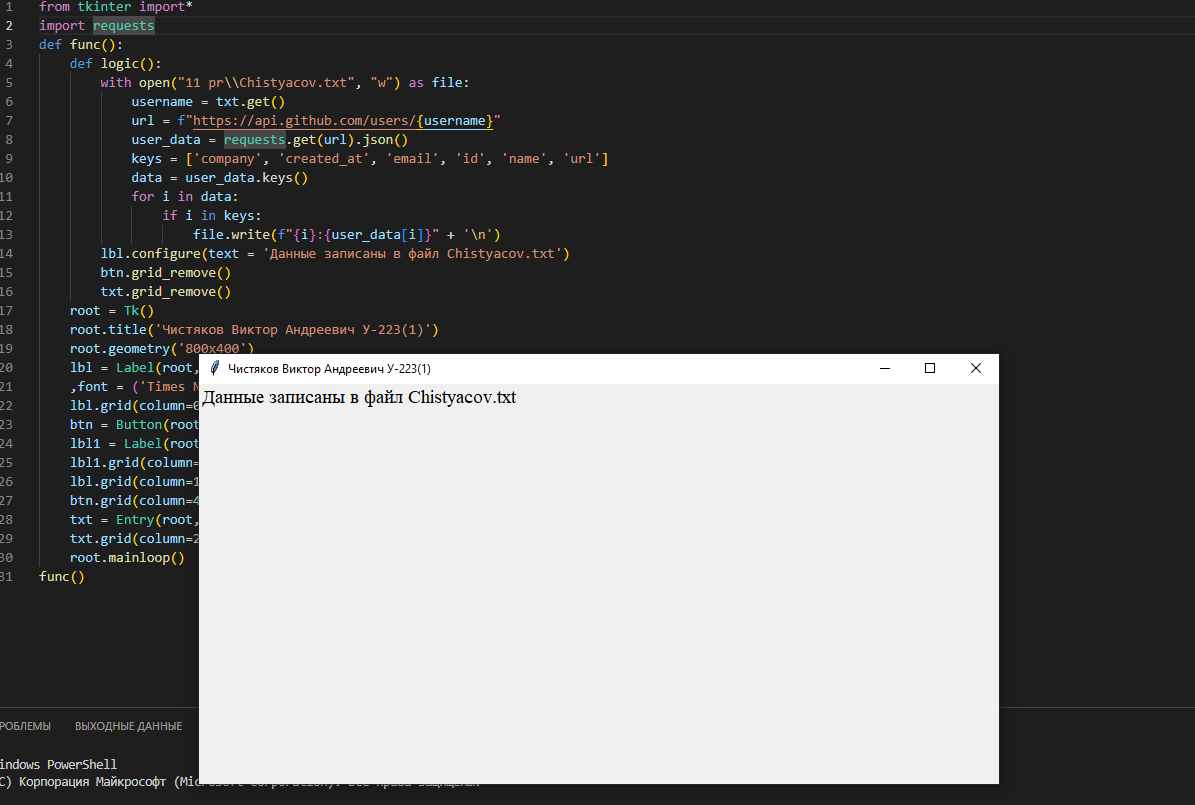 1 from tkinter import*
2 import requests
3 def func():
4 def logic():
5 with open("11 pr\\Chistyacov.txt", "w") as file:
6 username = txt.get()
7 url = f"https://api.github.com/users/{username}"
8 user_data = requests.get(url).json()
9 keys = ['company', 'created_at', 'email', 'id', 'name', 'url']
10 data = user_data.keys()
11 for i in data:
12 if i in keys:
13 file.write(f"{i}:{user_data[i]}" + '\n')
14 lbl.configure(text = 'Данные записаны в файл Chistyacov.txt')
15 btn.grid_remove()
16 txt.grid_remove()
17 root = Tk()
18 root.title('Чистяков Виктор Андреевич У-223(1)')
19 root.geometry('800x400')
20 lbl = Label(root,
21 ,font = ('Times N
22 lbl.grid(column=0
23 btn = Button(root
24 lbl1 = Label(root
25 lbl1.grid(column=
26 lbl.grid(column=1
27 btn.grid(column=4
28 txt = Entry(root,
29 txt.grid(column=2
30 root.mainloop()
31 func()
Чистяков Виктор Андреевич У-223(1)
Данные записаны в файл Chistyacov.txt
РОБЛЕМЫ ВЫХОДНЫЕ ДАННЫЕ
indows PowerShell
C) Корпорация Майкрософт (Mic